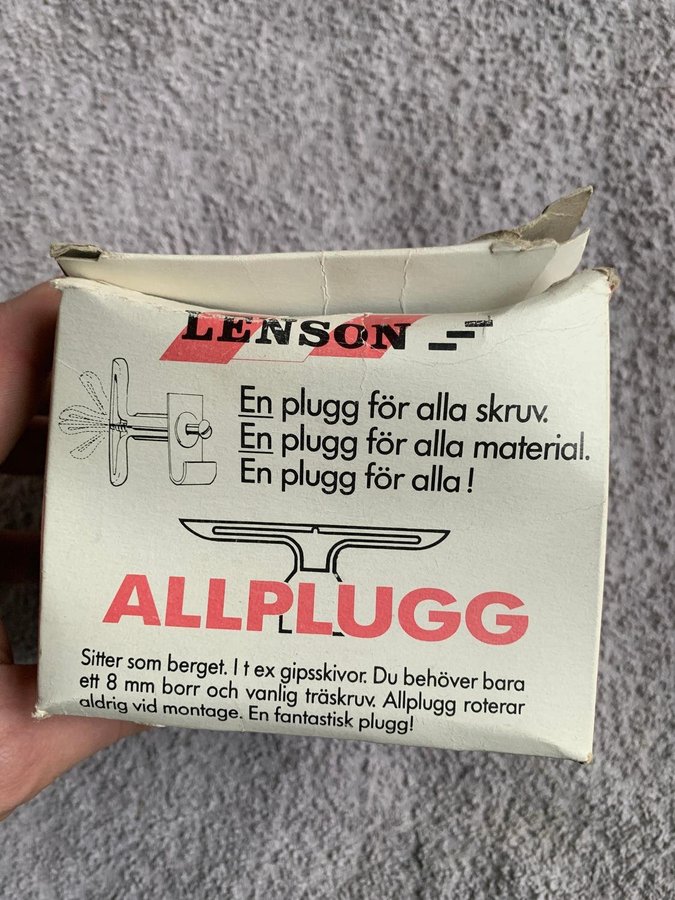 LENSON
En plugg för alla skruv.
En plugg för alla material.
En plugg för alla!
ALLPLUGG
Sitter som berget. I t ex gipsskivor. Du behöver bara
ett 8 mm borr och vanlig träskruv. Allplugg roterar
aldrig vid montage. En fantastisk plugg!